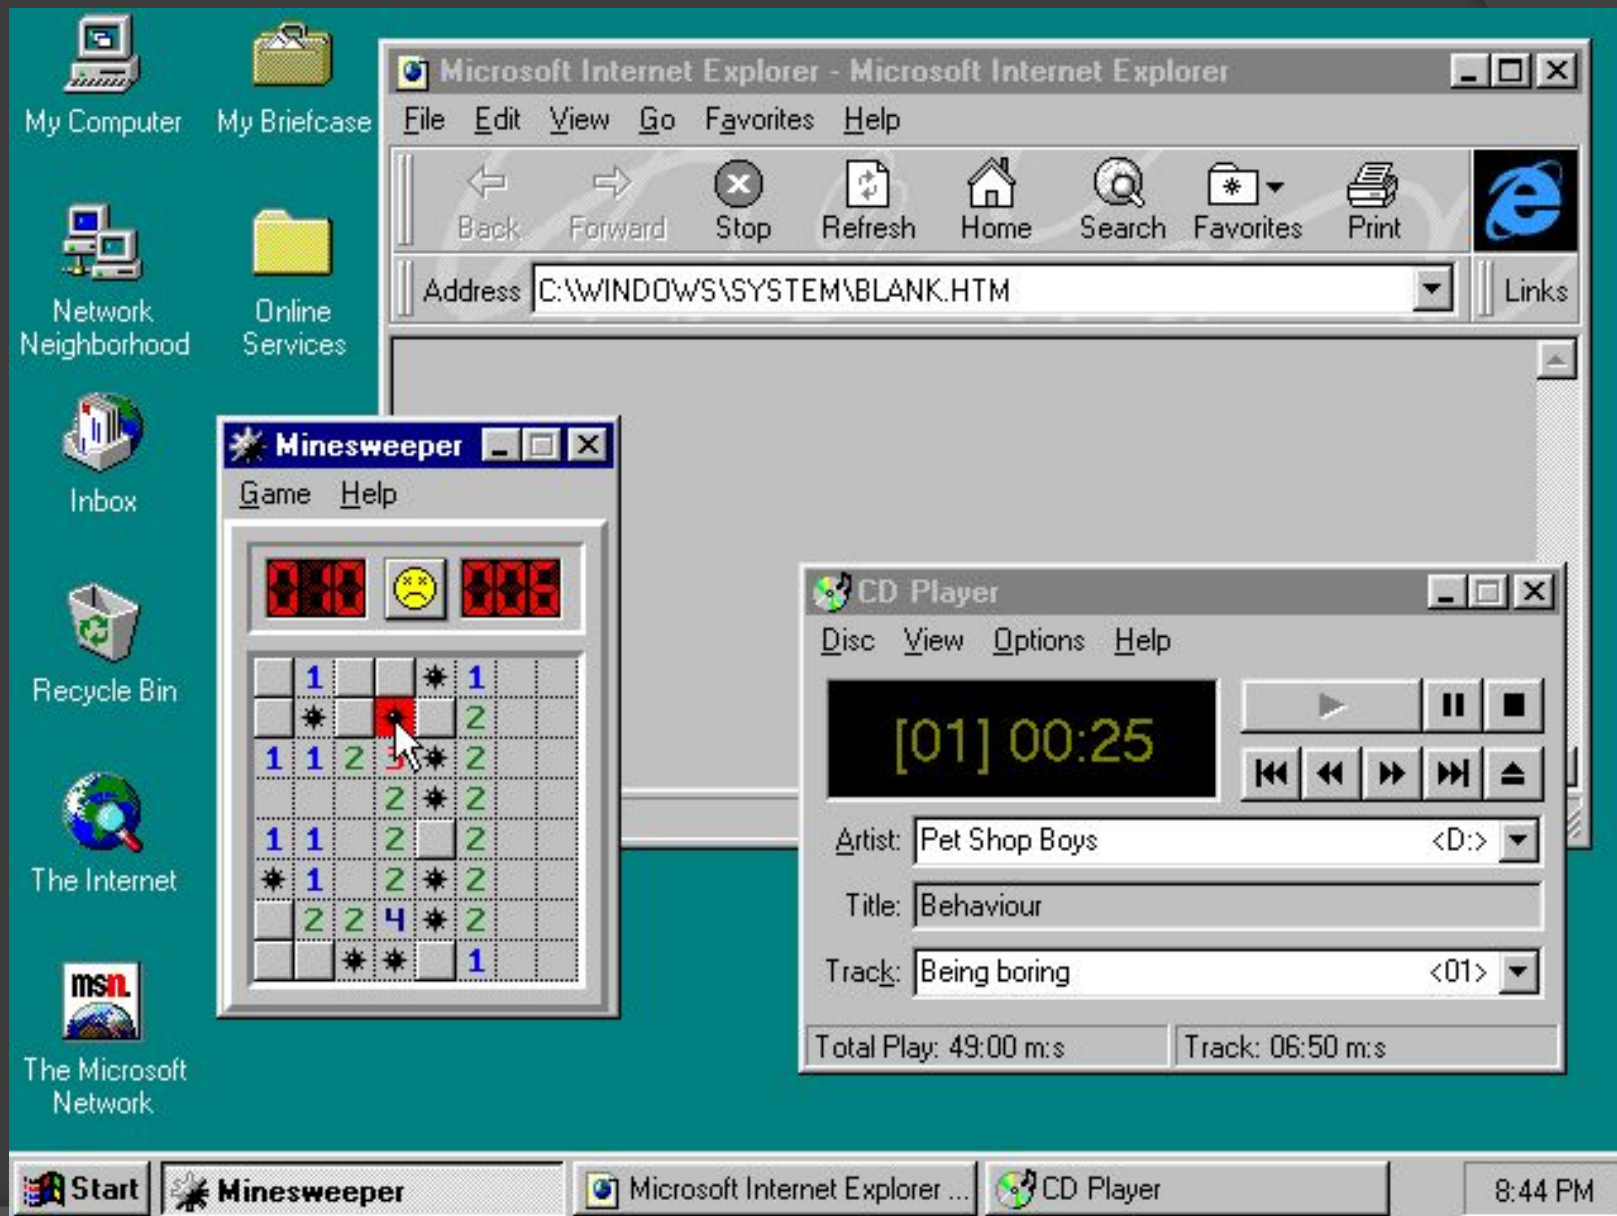 My Computer
My Briefcase
Network
Neighborhood
Online
Services
Inbox
Recycle Bin
The Internet
msn.
The Microsoft
Network
Microsoft Internet Explorer - Microsoft Internet Explorer
File Edit View Go Favorites Help
Back Forward Stop Refresh Home Search Favorites Print
Address C:\WINDOWS\SYSTEM\BLANK.HTM Links
Minesweeper
Game Help
1 1
2
1 1 2 3 2
2 2
1 1 2 2
1 2 2
2 2 4 2
1
CD Player
Disc View Options Help
[01] 00:25
Artist: Pet Shop Boys <D:>
Title: Behaviour
Track: Being boring <01>
Total Play: 49:00 m:s Track: 06:50 m:s
Start Minesweeper Microsoft Internet Explorer ... CD Player 8:44 PM